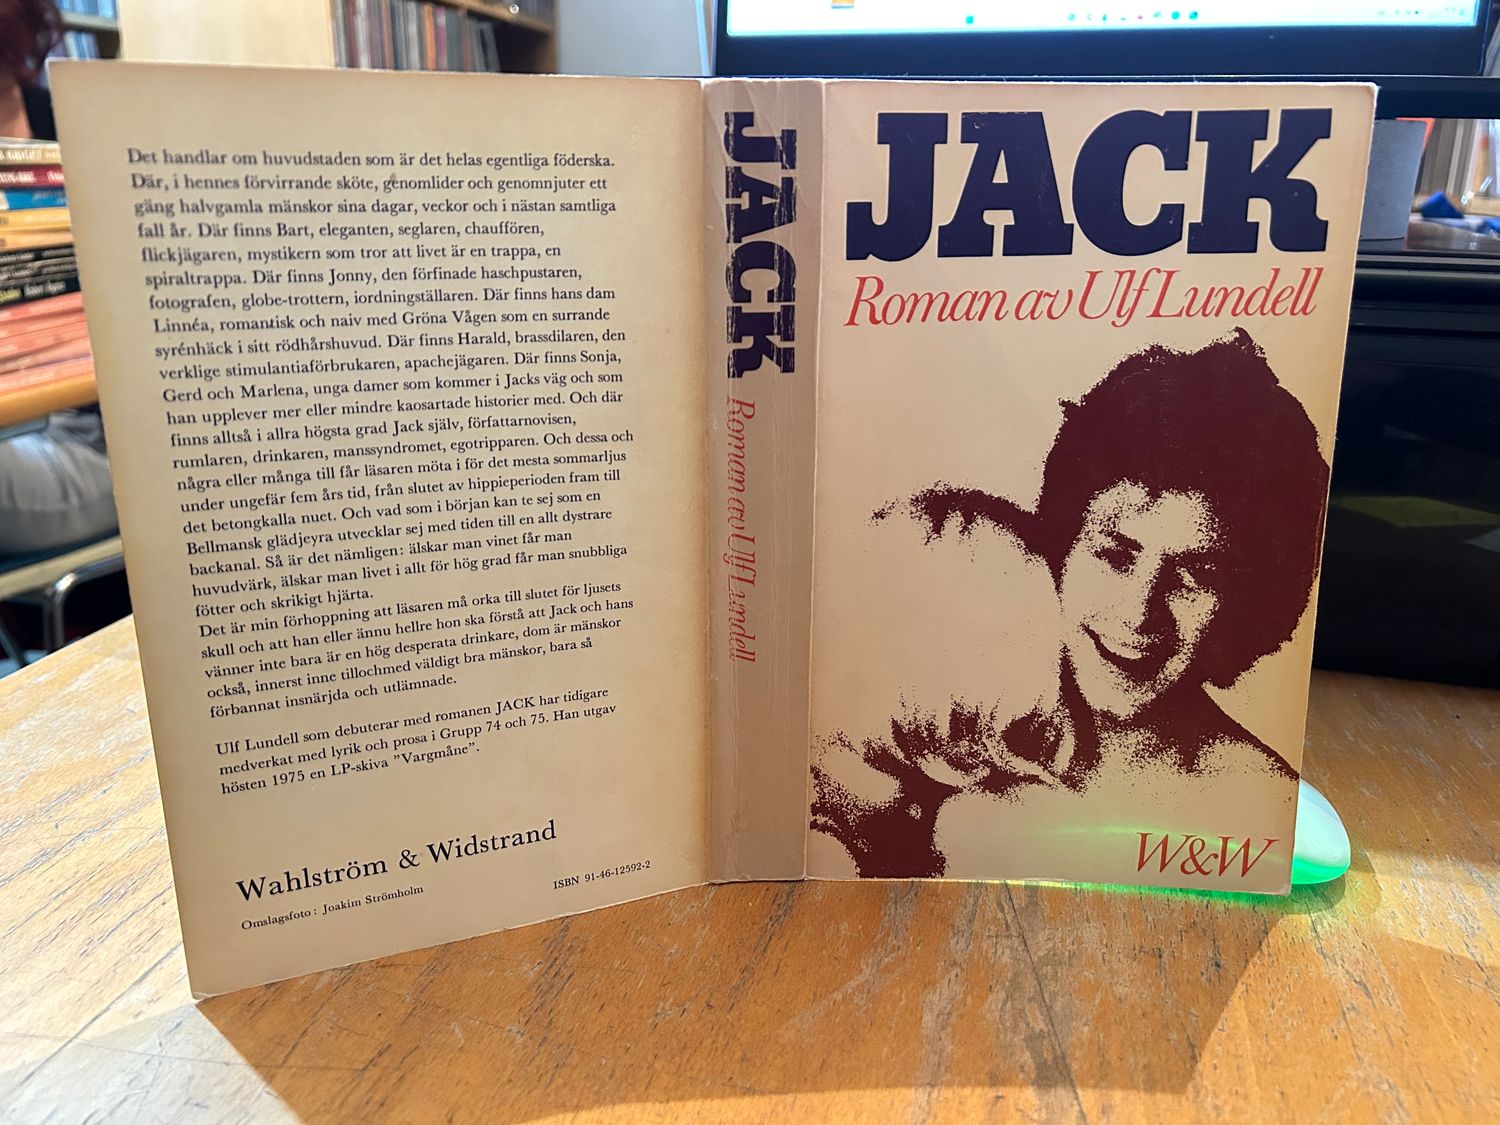 Det handlar om huvudstaden som är det helas egentliga föderska.
Där, i hennes förvirrande sköte, genomlider och genomnjuter ett
gäng halvgamla mänskor sina dagar, veckor och i nästan samtliga
fall år. Där finns Bart, eleganten, seglaren, chauffören,
flickjägaren, mystikern som tror att livet är en trappa, en
spiraltrappa. Där finns Jonny, den förfinade haschpustaren,
fotografen, globe-trottern, iordningställaren. Där finns hans dam
Linnéa, romantisk och naiv med Gröna Vågen som en surrande
syrénhäck i sitt rödhårshuvud. Där finns Harald, brassdilaren, den
verklige stimulantiaförbrukaren, apachejägaren. Där finns Sonja,
Gerd och Marlena, unga damer som kommer i Jacks väg och som
han upplever mer eller mindre kaosartade historier med. Och där
finns alltså i allra högsta grad Jack själv, författarnovisen,
rumlaren, drinkaren, manssyndromet, egotripparen. Och dessa och
några eller många till får läsaren möta i för det mesta sommarljus
under ungefär fem års tid, från slutet av hippieperioden fram till
det betongkalla nuet. Och vad som i början kan te sej som en
Bellmansk glädjeyra utvecklar sej med tiden till en allt dystrare
backanal. Så är det nämligen: älskar man vinet får man
huvudvärk, älskar man livet i allt för hög grad får man snubbliga
fötter och skrikigt hjärta.
Det är min förhoppning att läsaren må orka till slutet för ljusets
skull och att han eller ännu hellre hon ska förstå att Jack och hans
vänner inte bara är en hög desperata drinkare, dom är mänskor
också, innerst inne tillochmed väldigt bra mänskor, bara så
förbannat insnärjda och utlämnade.
Ulf Lundell som debuterar med romanen JACK har tidigare
medverkat med lyrik och prosa i Grupp 74 och 75. Han utgav
hösten 1975 en LP-skiva ”Vargmåne”.
Wahlström & Widstrand
Omslagsfoto: Joakim Strömholm
ISBN 91-46-12592-2
JACK
Roman av Ulf Lundell
JACK
Roman av Ulf Lundell
W&W